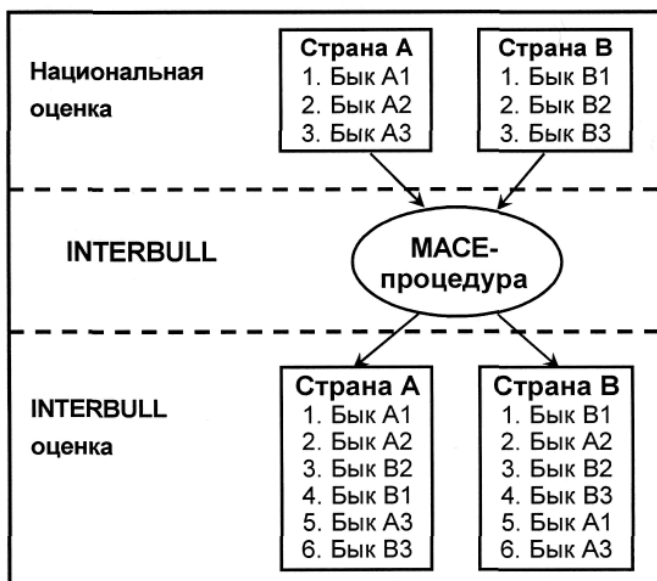 Национальная
оценка
Страна А
1. Бык А1
2. Бык А2
3. Бык А3
Страна В
1. Бык В1
2. Бык В2
3. Бык В3
INTERBULL
МАСЕ-
процедура
INTERBULL
оценка
Страна А
1. Бык А1
2. Бык А2
3. Бык В2
4. Бык В1
5. Бык А3
6. Бык В3
Страна В
1. Бык В1
2. Бык А2
3. Бык В2
4. Бык В3
5. Бык А1
6. Бык А3